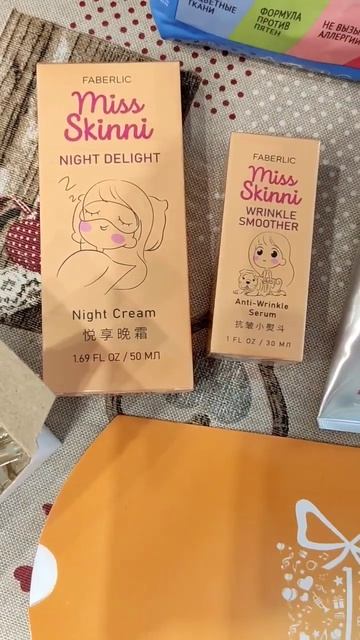 ЦВЕТНЫЕ
ТКАНИ
ФОРМУЛА
ПРОТИВ
ПЯТЕН
НЕ ВЫЗЫ
АЛЛЕРГИ
FABERLIC
Miss
Skinni
NIGHT DELIGHT
Night Cream
悦享晚霜
1.69 FL OZ / 50 МЛ
FABERLIC
Miss
Skinni
WRINKLE
SMOOTHER
Anti-Wrinkle
Serum
抗皱小熨斗
1 FL OZ / 30 МЛ